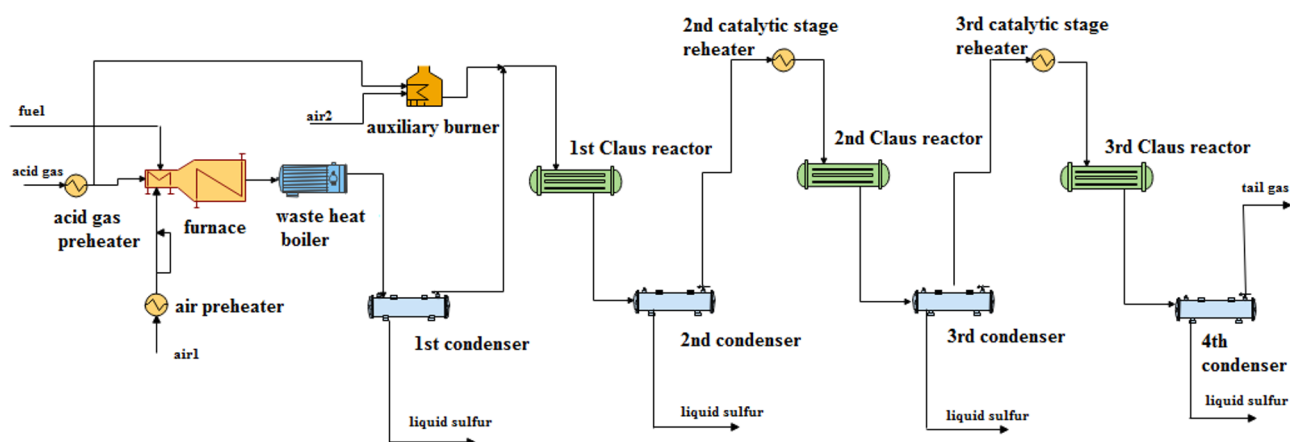 2nd catalytic stage
reheater
3rd catalytic stage
reheater
fuel
air2
auxiliary burner
1st Claus reactor
2nd Claus reactor
3rd Claus reactor
acid gas
tail gas
acid gas
preheater
furnace
waste heat
boiler
air preheater
air1
1st condenser
2nd condenser
3rd condenser
4th
condenser
liquid sulfur
liquid sulfur
liquid sulfur
liquid sulfur